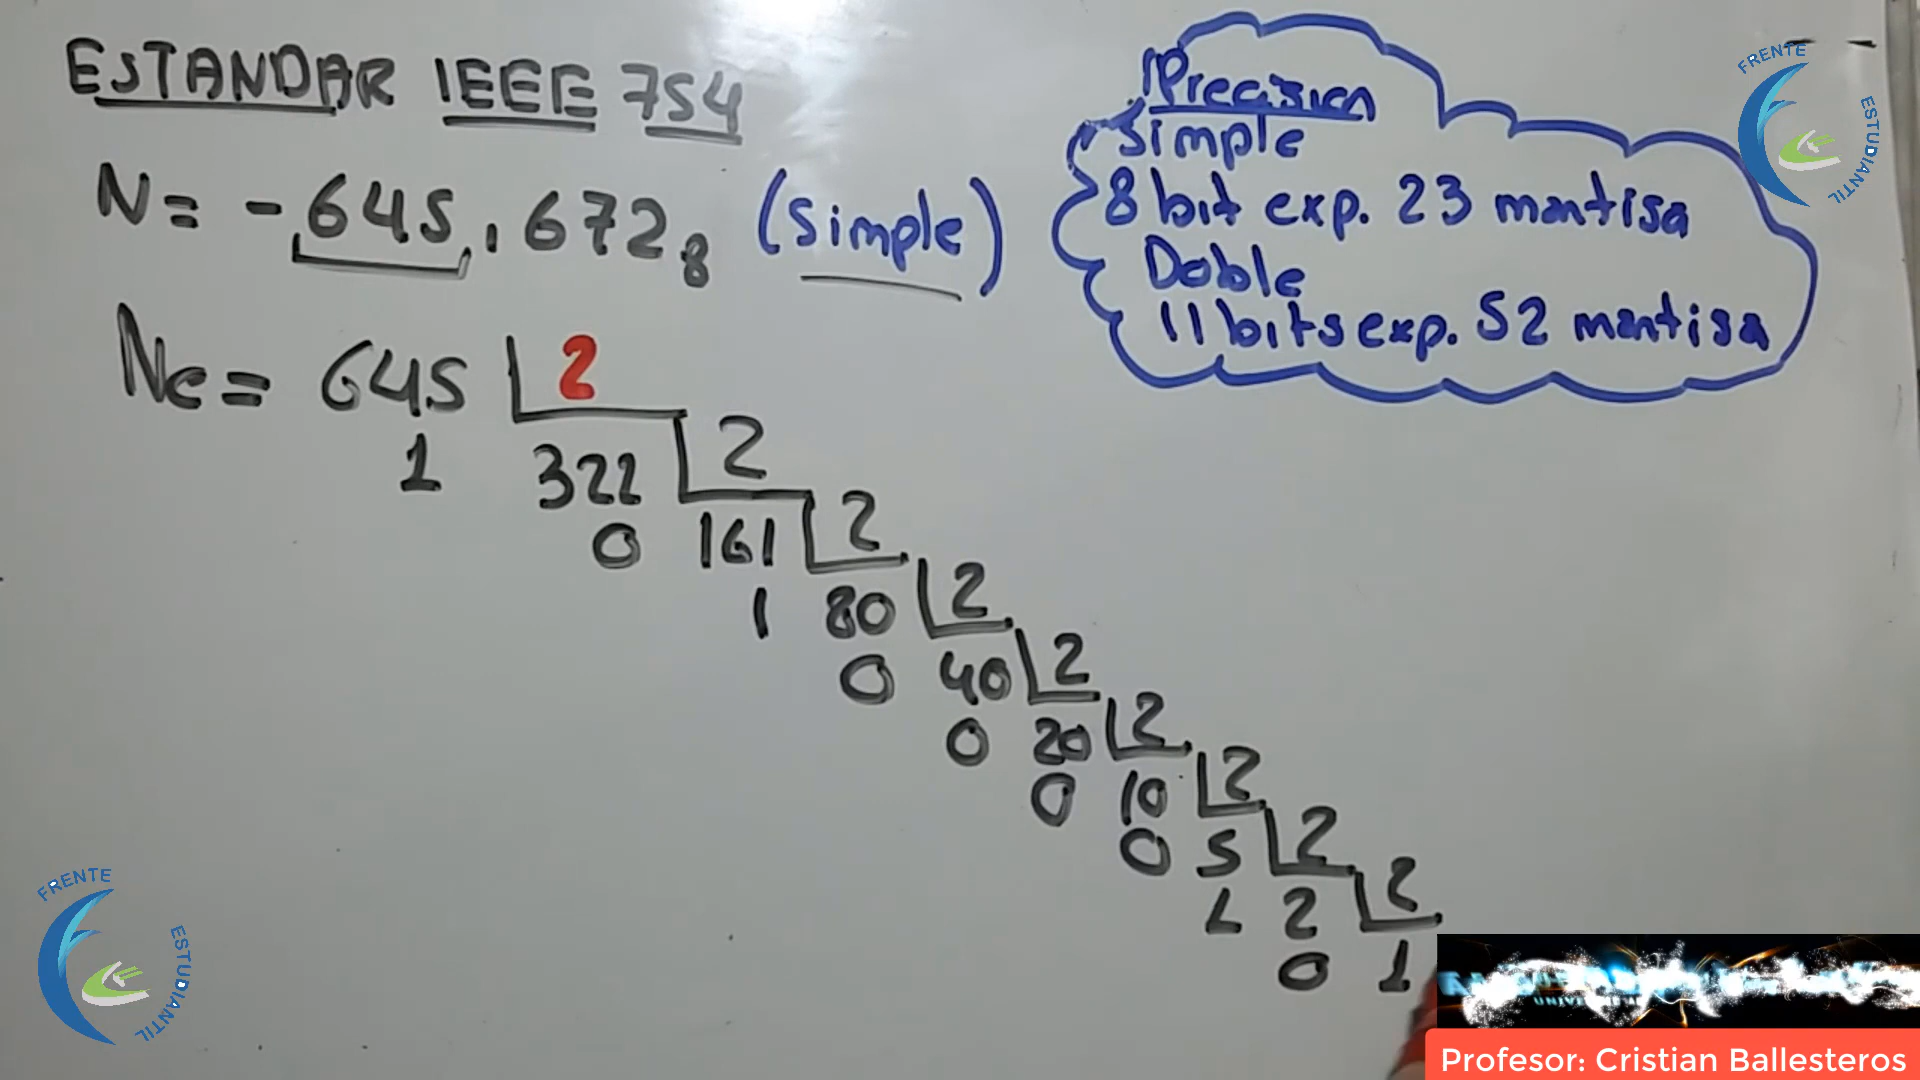 ESTANDAR IEEE 754
N= -645,672₈ (simple)
Precision
simple
8 bit exp. 23 mantisa
Doble
11 bits exp. 52 mantisa
Ne= 645 2
1 322 2
0 161 2
1 80 2
0 40 2
0 20 2
0 10 2
0 5 2
1 2 2
0 1
FRENTE ESTUDIANTIL
FRENTE ESTUDIANTIL
Profesor: Cristian Ballesteros